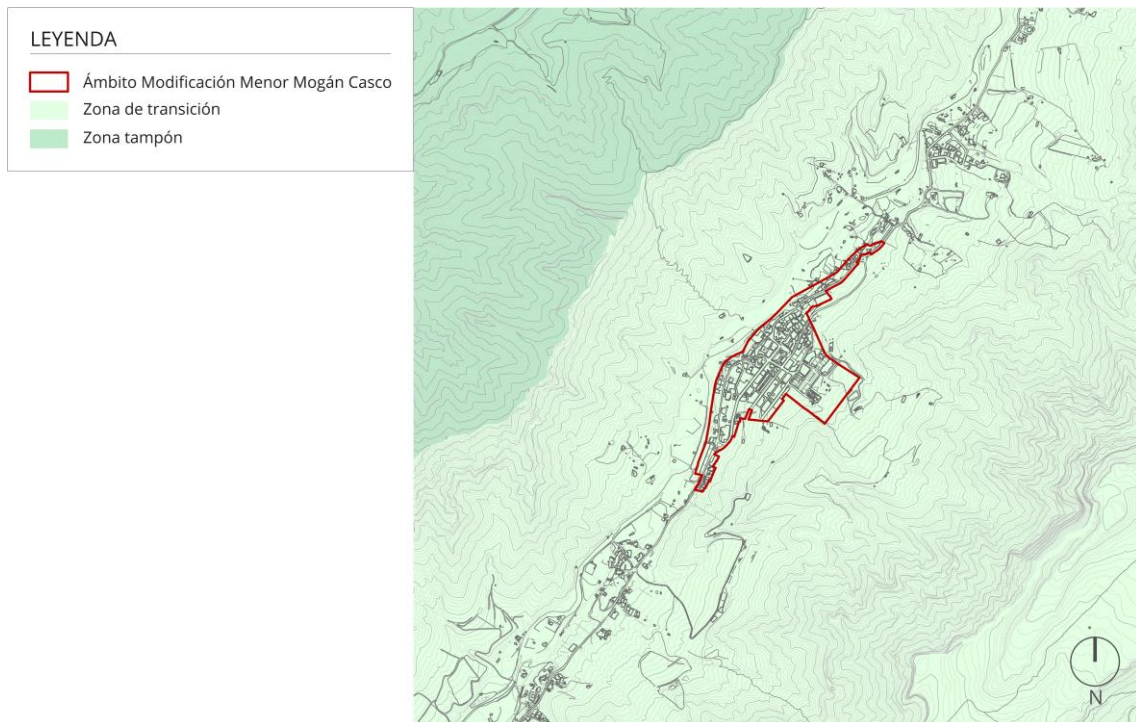 LEYENDA
Ámbito Modificación Menor Mogán Casco
Zona de transición
Zona tampón
N